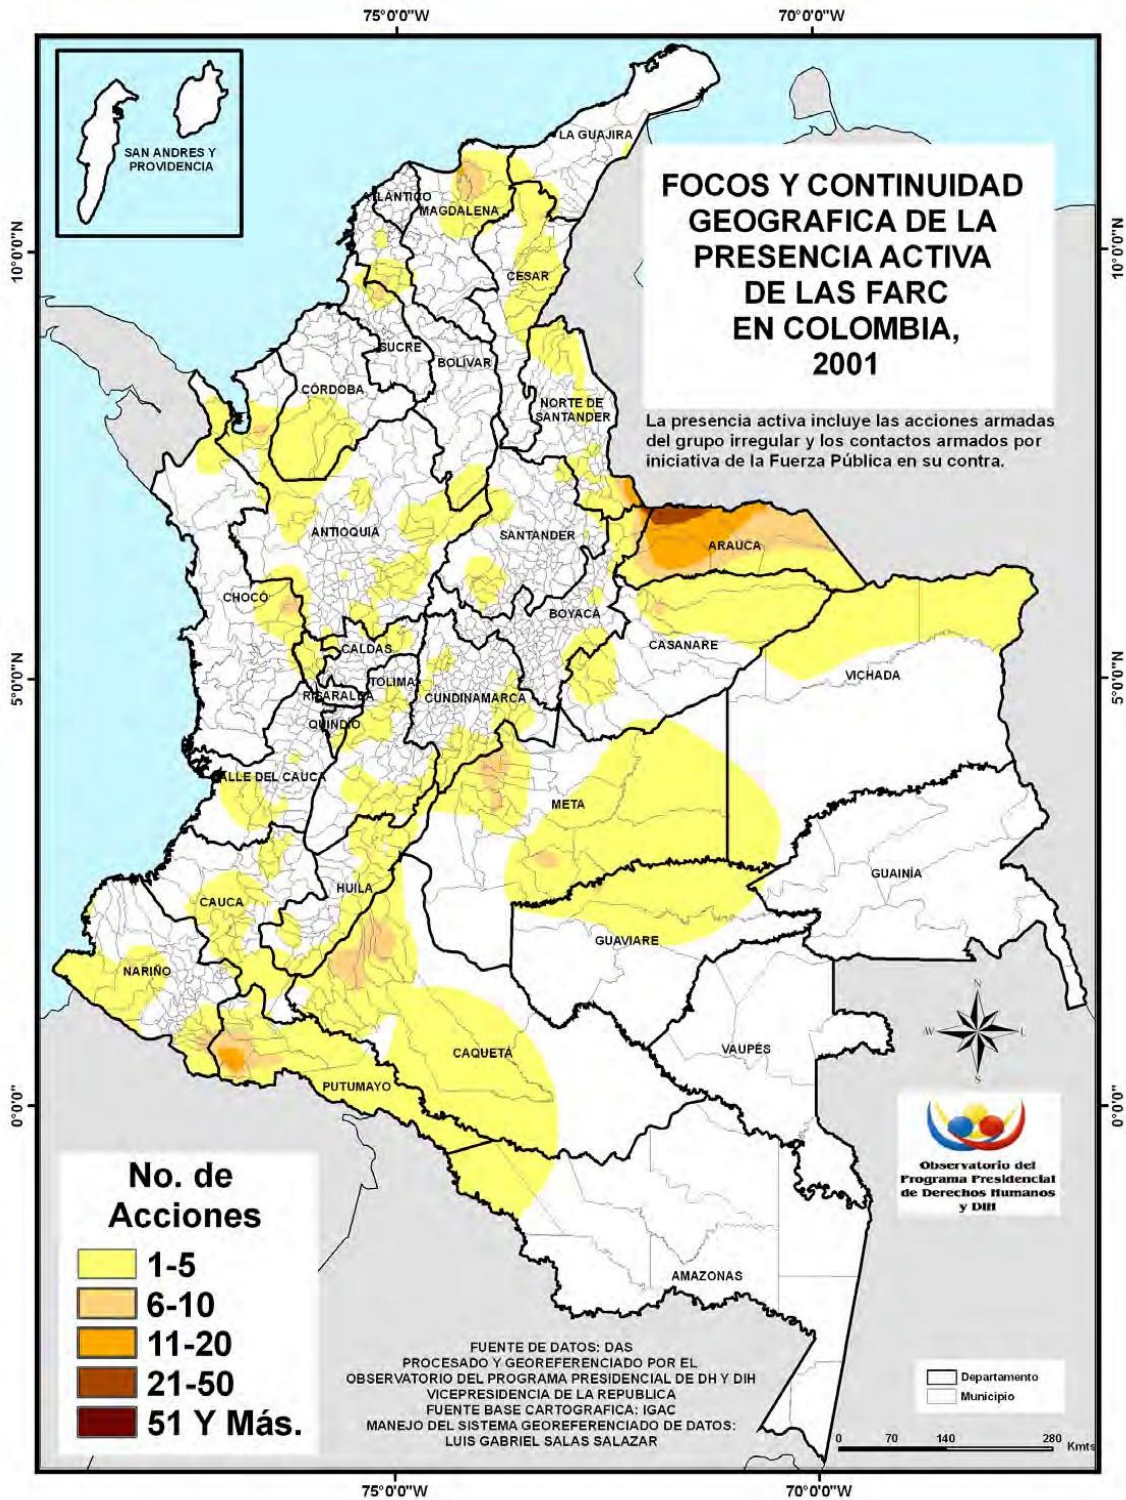 75°0'0"W
70°0'0"W
10°0'0"N
10°0'0"N
5°0'0"N
5°0'0"N
0°0'0"
0°0'0"
SAN ANDRES Y
PROVIDENCIA
FOCOS Y CONTINUIDAD
GEOGRAFICA DE LA
PRESENCIA ACTIVA
DE LAS FARC
EN COLOMBIA,
2001
La presencia activa incluye las acciones armadas
del grupo irregular y los contactos armados por
iniciativa de la Fuerza Pública en su contra.
LA GUAJIRA
ATLÁNTICO
MAGDALENA
CESAR
SUCRE
BOLÍVAR
CÓRDOBA
NORTE DE
SANTANDER
ANTIOQUIA
SANTANDER
ARAUCA
CHOCÓ
BOYACÁ
CALDAS
CASANARE
VICHADA
TOLIMA
RISARALDA
CUNDINAMARCA
QUINDÍO
VALLE DEL CAUCA
META
GUAINÍA
HUILA
CAUCA
GUAVIARE
NARIÑO
VAUPÉS
CAQUETÁ
PUTUMAYO
AMAZONAS
N
W
L
S
Observatorio del
Programa Presidencial
de Derechos Humanos
y DIH
No. de
Acciones
1-5
6-10
11-20
21-50
51 Y Más.
FUENTE DE DATOS: DAS
PROCESADO Y GEOREFERENCIADO POR EL
OBSERVATORIO DEL PROGRAMA PRESIDENCIAL DE DH Y DIH
VICEPRESIDENCIA DE LA REPUBLICA
FUENTE BASE CARTOGRAFICA: IGAC
MANEJO DEL SISTEMA GEOREFERENCIADO DE DATOS:
LUIS GABRIEL SALAS SALAZAR
Departamento
Municipio
0 70 140 280
Kmts
75°0'0"W
70°0'0"W